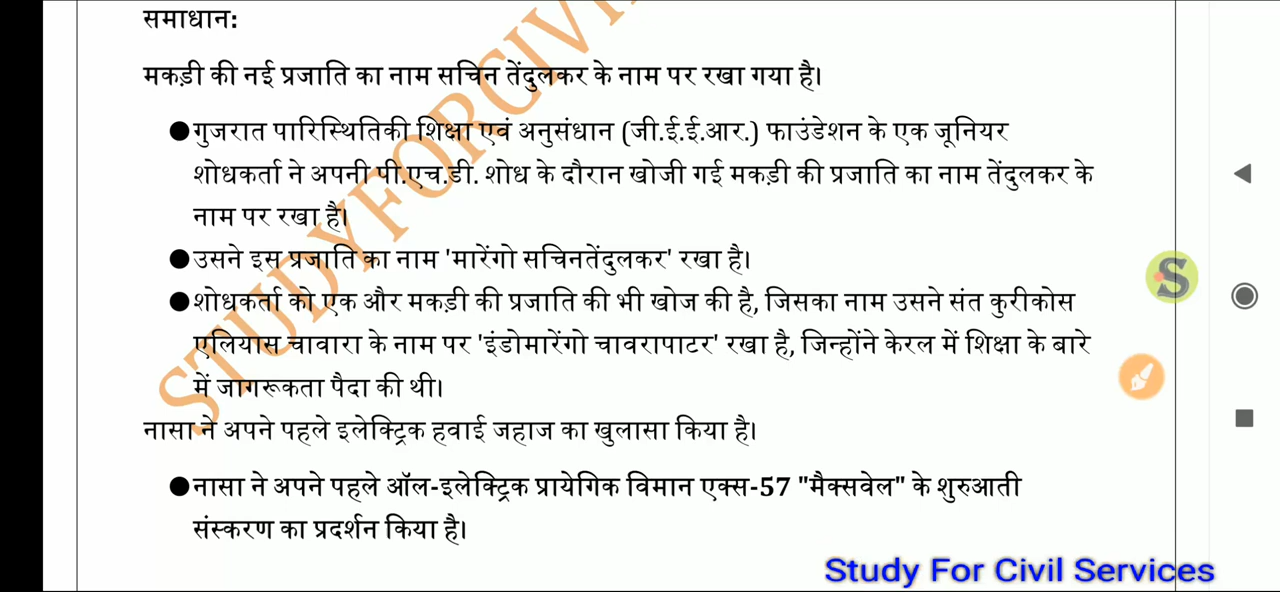 समाधान:
मकड़ी की नई प्रजाति का नाम सचिन तेंदुलकर के नाम पर रखा गया है।
●गुजरात पारिस्थितिकी शिक्षा एवं अनुसंधान (जी.ई.ई.आर.) फाउंडेशन के एक जूनियर
शोधकर्ता ने अपनी पी.एच.डी. शोध के दौरान खोजी गई मकड़ी की प्रजाति का नाम तेंदुलकर के
नाम पर रखा है।
●उसने इस प्रजाति का नाम 'मारेंगो सचिनतेंदुलकर' रखा है।
●शोधकर्ता को एक और मकड़ी की प्रजाति की भी खोज की है, जिसका नाम उसने संत कुरीकोस
एलियास चावारा के नाम पर 'इंडोमारेंगो चावरापाटर' रखा है, जिन्होंने केरल में शिक्षा के बारे
में जागरूकता पैदा की थी।
नासा ने अपने पहले इलेक्ट्रिक हवाई जहाज का खुलासा किया है।
●नासा ने अपने पहले ऑल-इलेक्ट्रिक प्रायेगिक विमान एक्स-57 "मैक्सवेल" के शुरुआती
संस्करण का प्रदर्शन किया है।
STUDYFORCIVI
S
Study For Civil Services